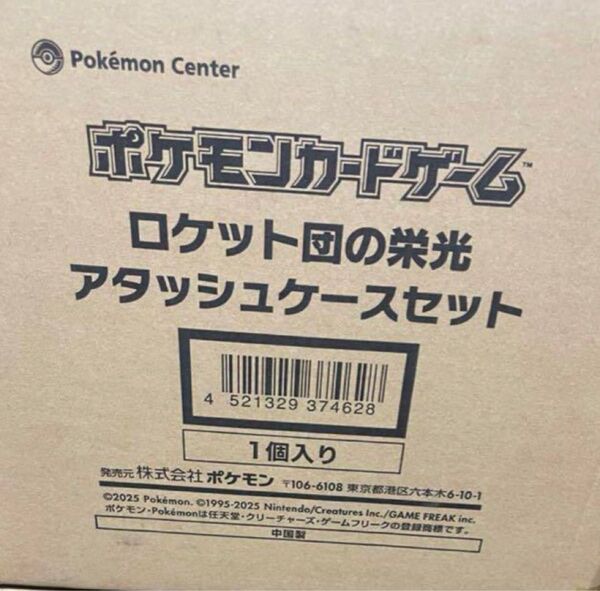 Pokémon Center
ポケモンカードゲーム™
ロケット団の栄光
アタッシュケースセット
4 521329 374628
1個入り
発売元 株式会社 ポケモン 〒106-6108 東京都港区六本木6-10-1
©2025 Pokémon. ©1995-2025 Nintendo/Creatures Inc./GAME FREAK inc.
ポケモン・Pokémonは任天堂・クリーチャーズ・ゲームフリークの登録商標です。
中国製